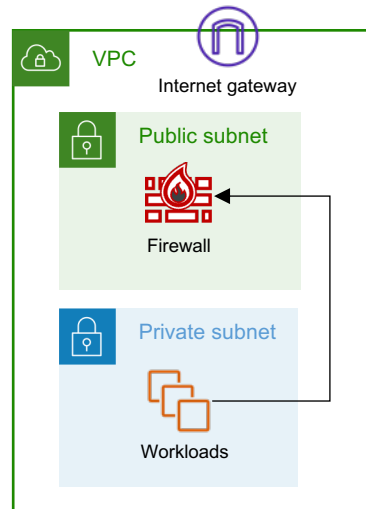 VPC
Internet gateway
Public subnet
Firewall
Private subnet
Workloads